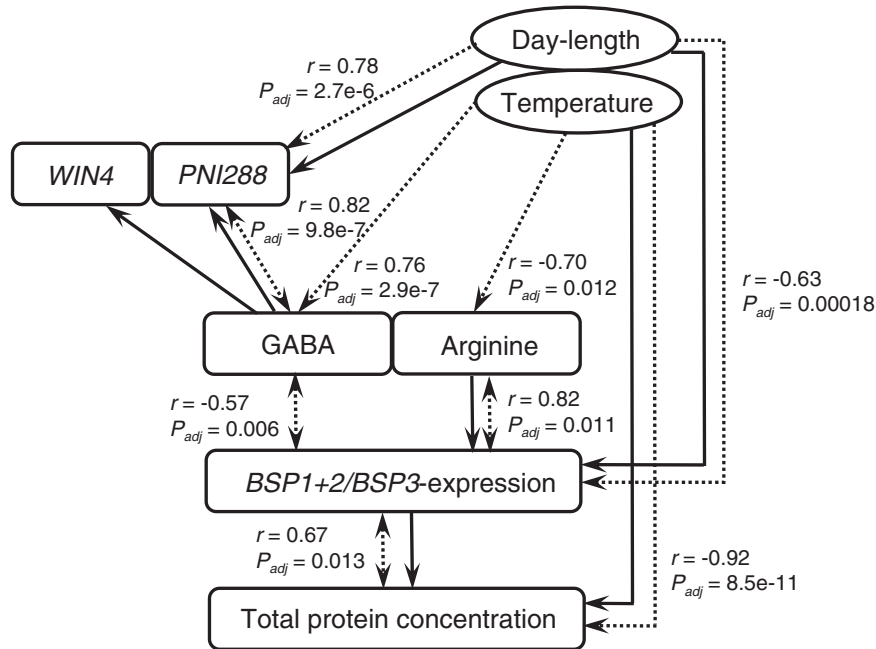 Day-length
r = 0.78
P_adj = 2.7e-6
Temperature
WIN4
PNI288
r = 0.82
P_adj = 9.8e-7
r = 0.76
P_adj = 2.9e-7
r = -0.70
P_adj = 0.012
r = -0.63
P_adj = 0.00018
GABA
Arginine
r = -0.57
P_adj = 0.006
r = 0.82
P_adj = 0.011
BSP1+2/BSP3-expression
r = 0.67
P_adj = 0.013
r = -0.92
P_adj = 8.5e-11
Total protein concentration